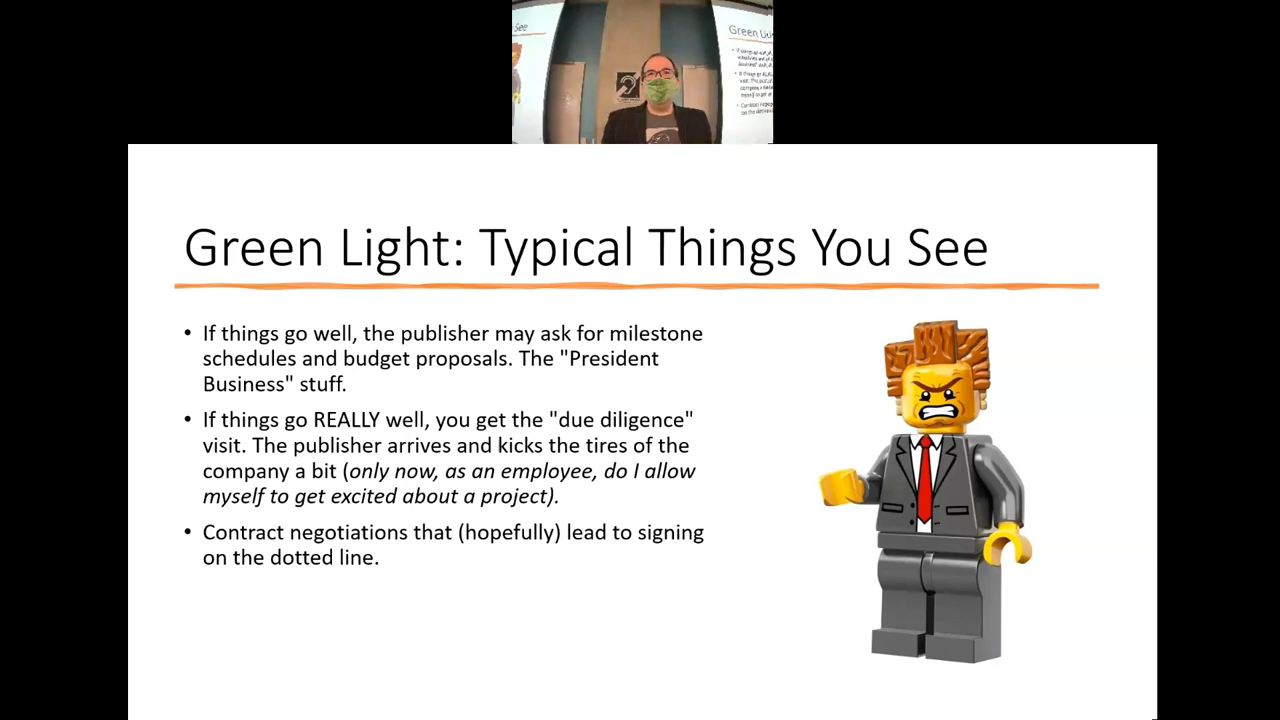 Green Light: Typical Things You See
• If things go well, the publisher may ask for milestone
schedules and budget proposals. The "President
Business" stuff.
• If things go REALLY well, you get the "due diligence"
visit. The publisher arrives and kicks the tires of the
company a bit (only now, as an employee, do I allow
myself to get excited about a project).
• Contract negotiations that (hopefully) lead to signing
on the dotted line.